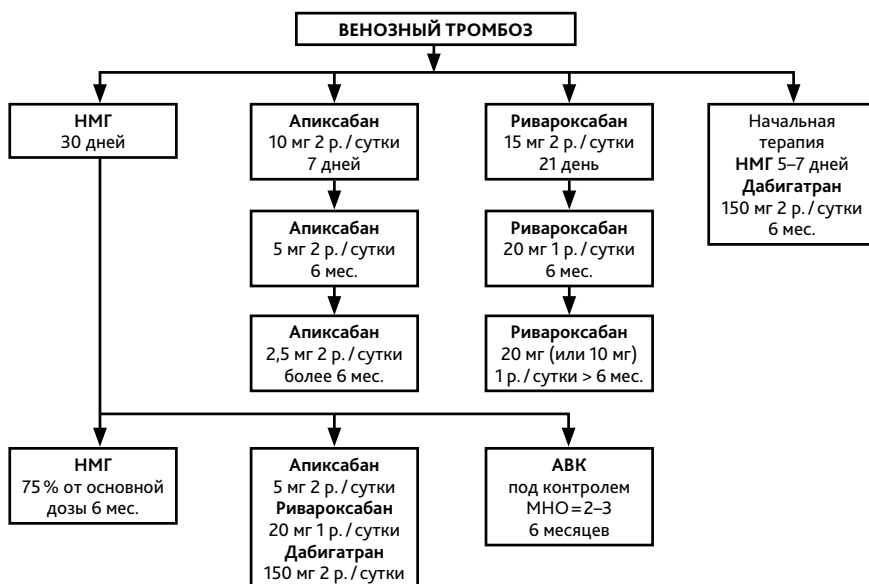 ВЕНОЗНЫЙ ТРОМБОЗ
НМГ
30 дней
Апиксабан
10 мг 2 р. / сутки
7 дней
Ривароксабан
15 мг 2 р. / сутки
21 день
Начальная
терапия
НМГ 5–7 дней
Дабигатран
150 мг 2 р. / сутки
6 мес.
Апиксабан
5 мг 2 р. / сутки
6 мес.
Ривароксабан
20 мг 1 р. / сутки
6 мес.
Апиксабан
2,5 мг 2 р. / сутки
более 6 мес.
Ривароксабан
20 мг (или 10 мг)
1 р. / сутки > 6 мес.
НМГ
75 % от основной
дозы 6 мес.
Апиксабан
5 мг 2 р. / сутки
Ривароксабан
20 мг 1 р. / сутки
Дабигатран
150 мг 2 р. / сутки
АВК
под контролем
МНО = 2–3
6 месяцев